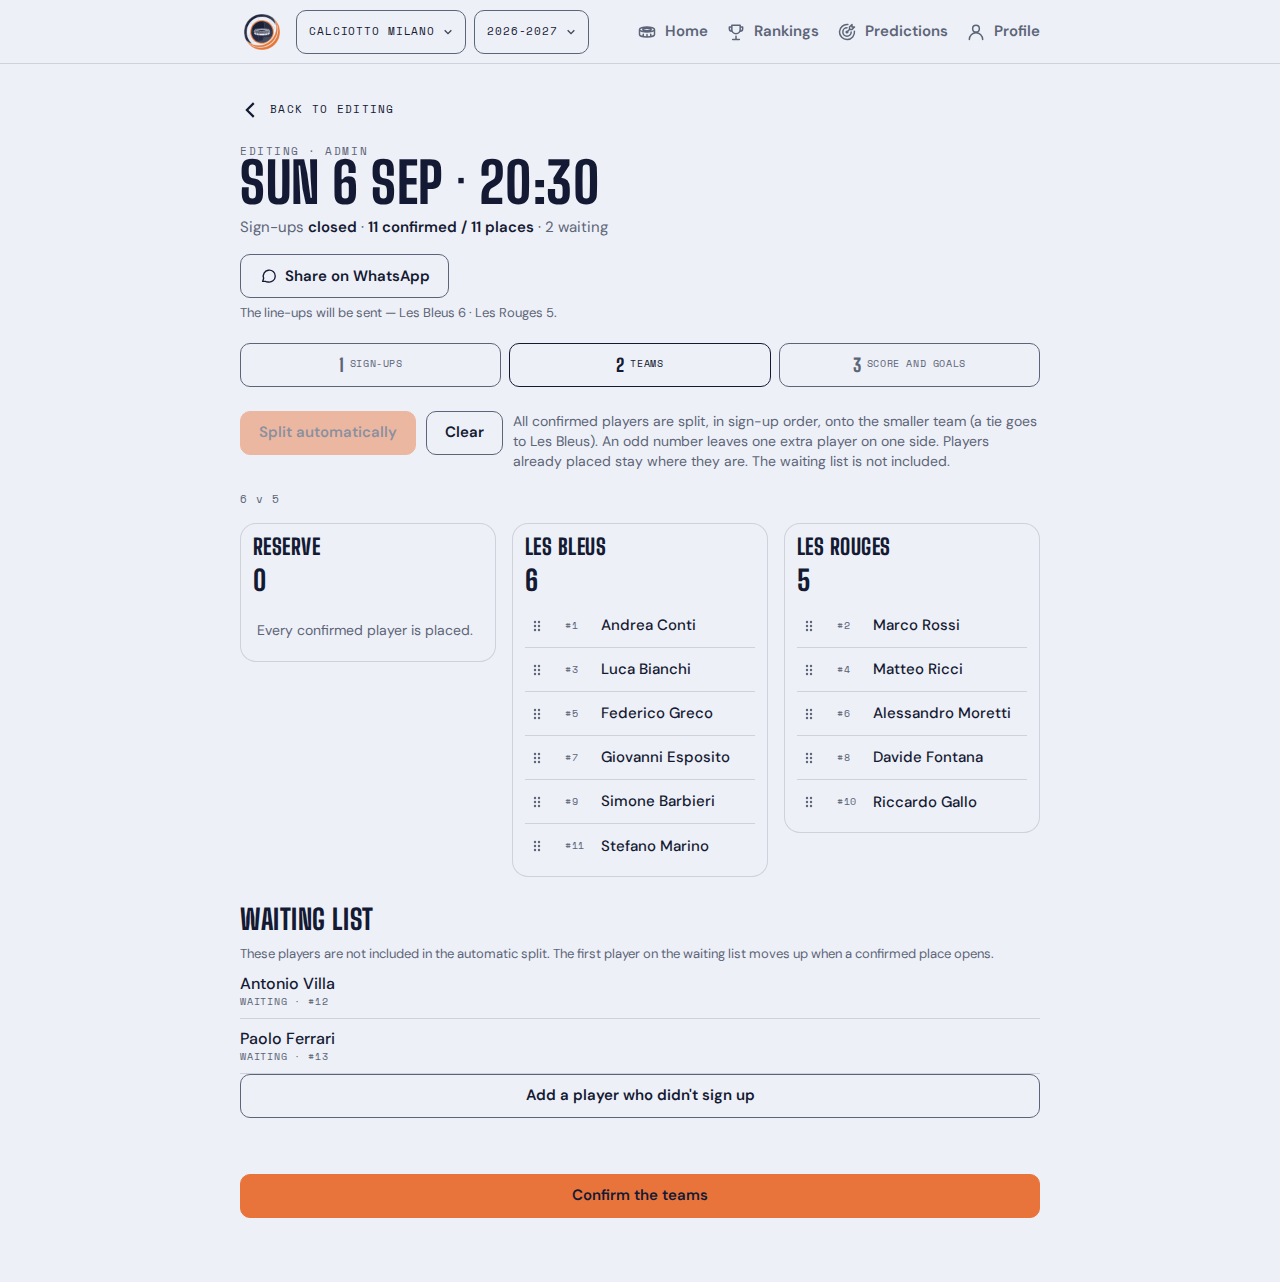 CALCIOTTO MILANO
2026-2027
Home
Rankings
Predictions
Profile
BACK TO EDITING
EDITING · ADMIN
SUN 6 SEP · 20:30
Sign-ups closed · 11 confirmed / 11 places · 2 waiting
Share on WhatsApp
The line-ups will be sent — Les Bleus 6 · Les Rouges 5.
1 SIGN-UPS
2 TEAMS
3 SCORE AND GOALS
Split automatically
Clear
All confirmed players are split, in sign-up order, onto the smaller team (a tie goes
to Les Bleus). An odd number leaves one extra player on one side. Players
already placed stay where they are. The waiting list is not included.
6 v 5
RESERVE
0
Every confirmed player is placed.
LES BLEUS
6
#1 Andrea Conti
#3 Luca Bianchi
#5 Federico Greco
#7 Giovanni Esposito
#9 Simone Barbieri
#11 Stefano Marino
LES ROUGES
5
#2 Marco Rossi
#4 Matteo Ricci
#6 Alessandro Moretti
#8 Davide Fontana
#10 Riccardo Gallo
WAITING LIST
These players are not included in the automatic split. The first player on the waiting list moves up when a confirmed place opens.
Antonio Villa
WAITING · #12
Paolo Ferrari
WAITING · #13
Add a player who didn't sign up
Confirm the teams